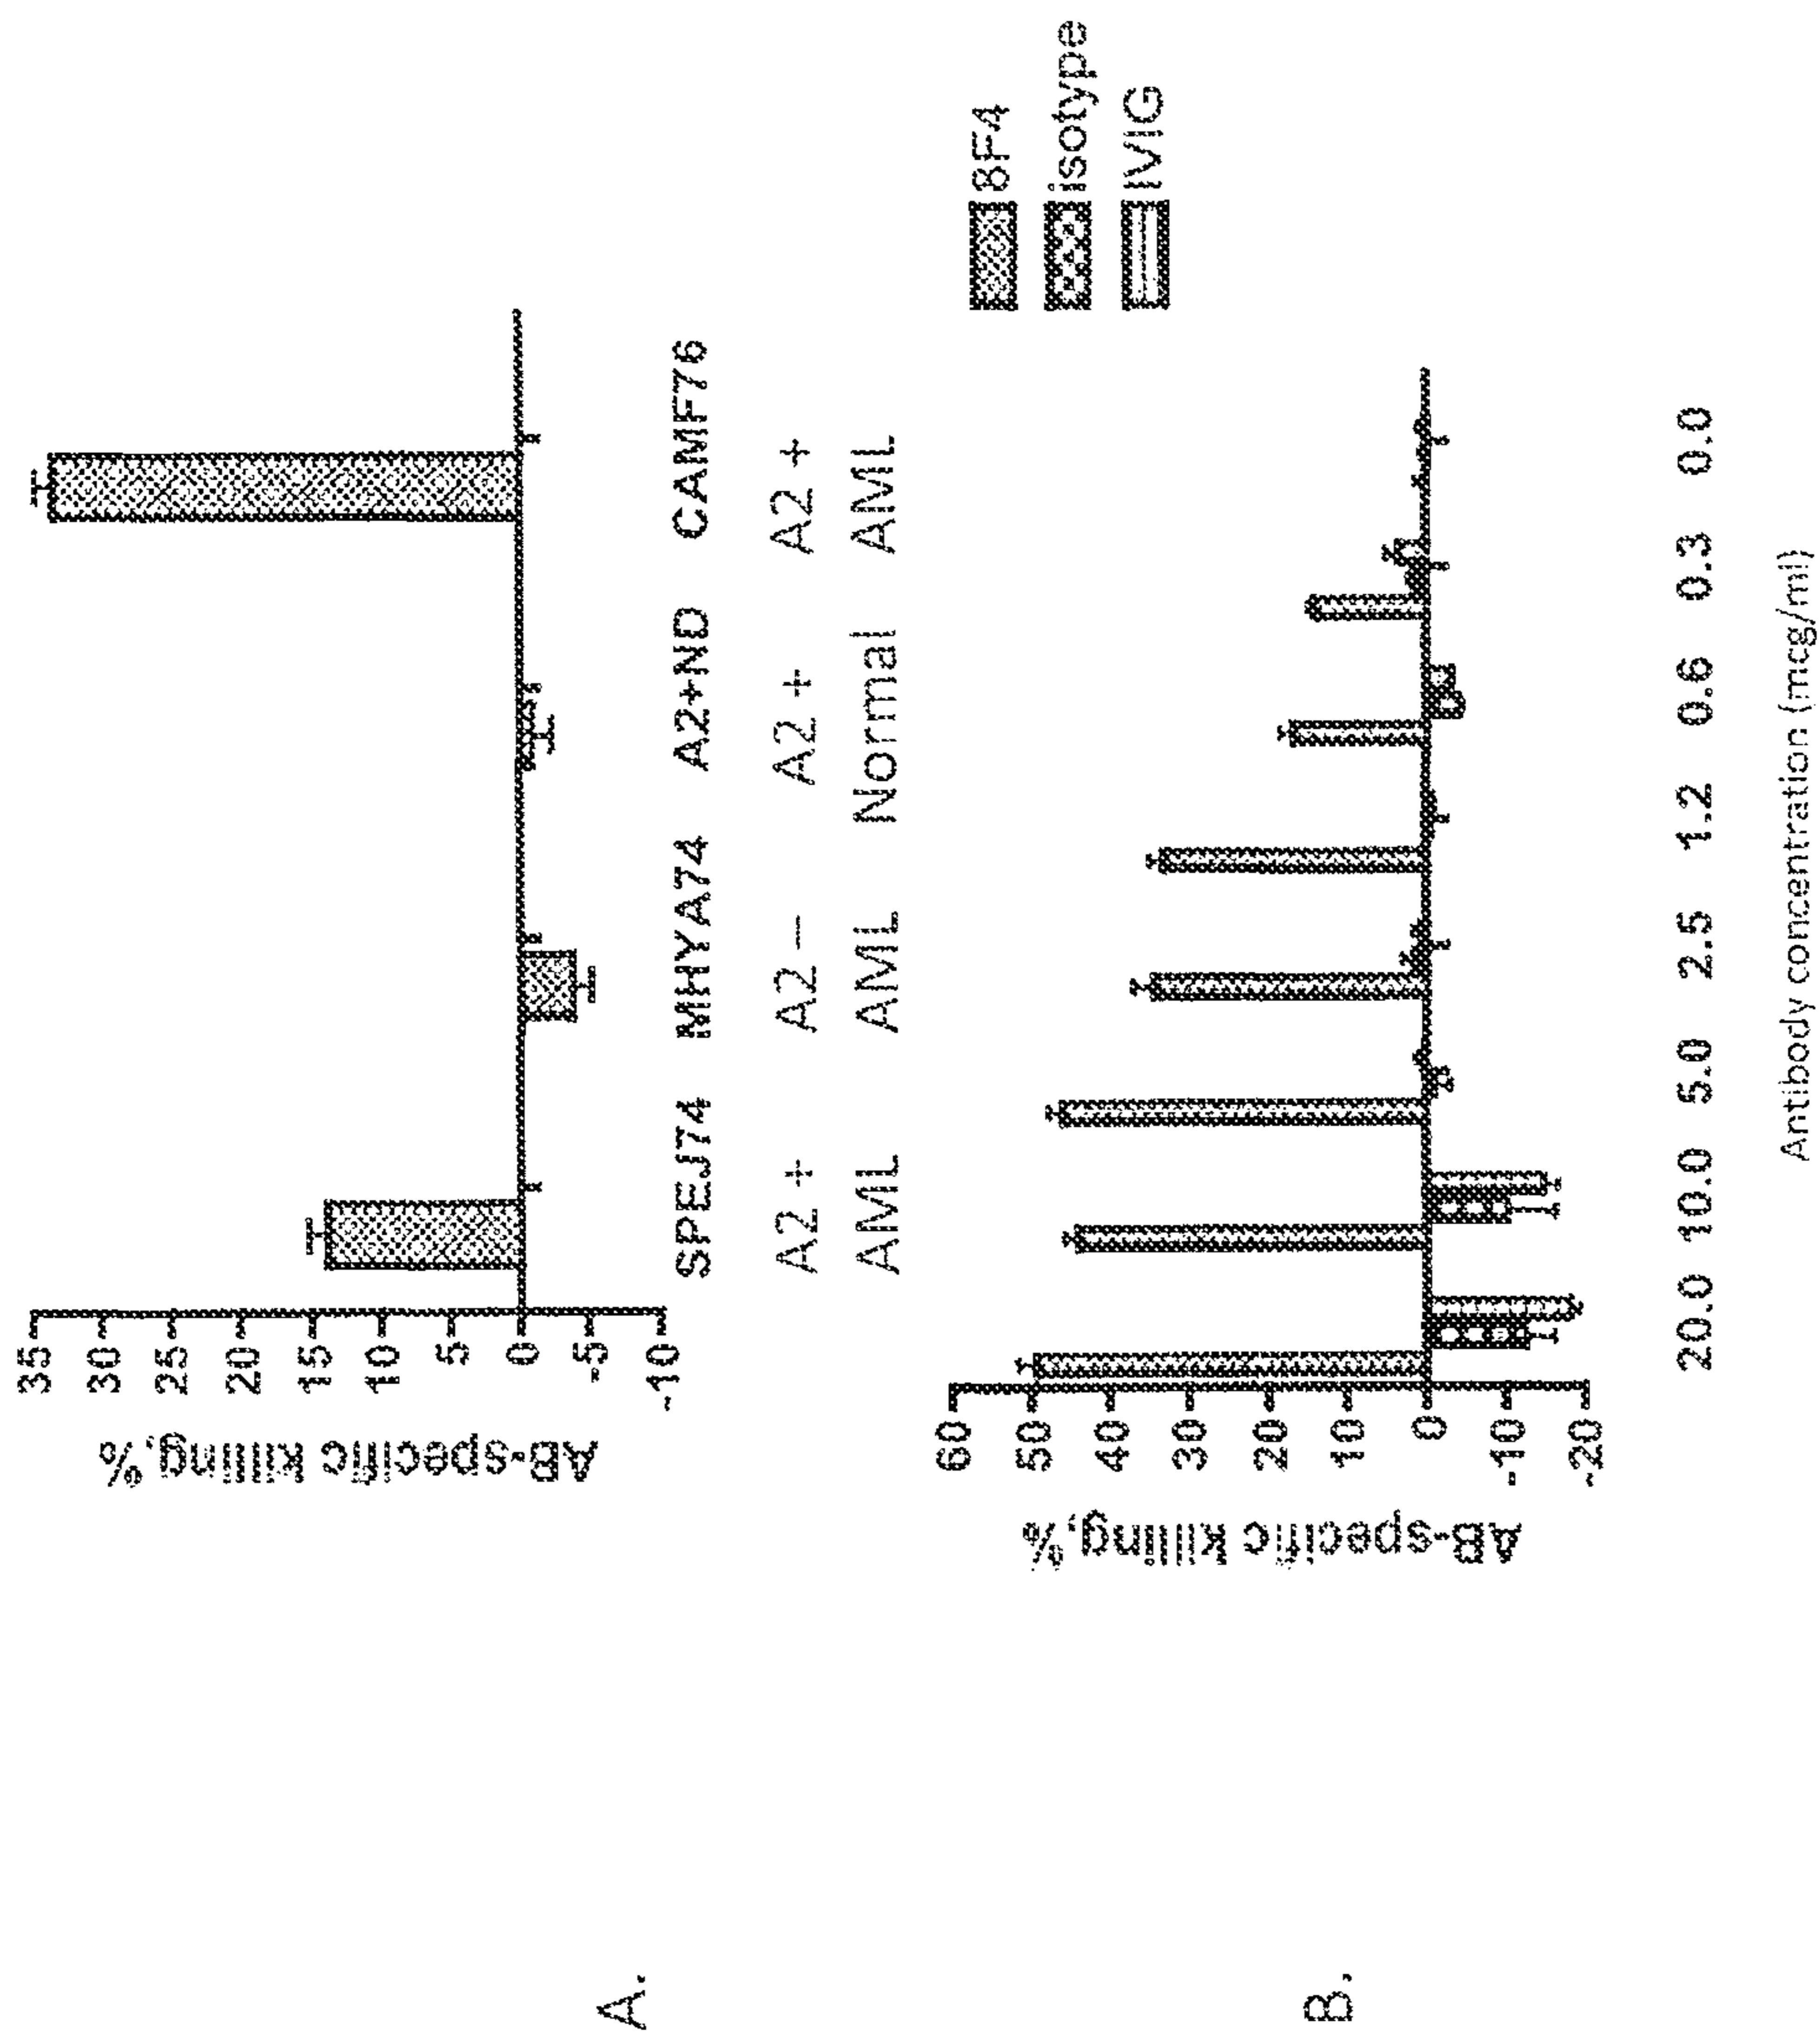 A.
AB-specific killing,%
35
30
25
20
15
10
5
0
-5
-10
SPEJ74 MHYA74 A2+ND CAMF76
A2+ A2− A2+ A2+
AML AML Normal AML
B.
AB-specific killing,%
60
50
40
30
20
10
0
-10
-20
8F4
isotype
IVIG
20.0 10.0 5.0 2.5 1.2 0.6 0.3 0.0
Antibody concentration (mcg/ml)